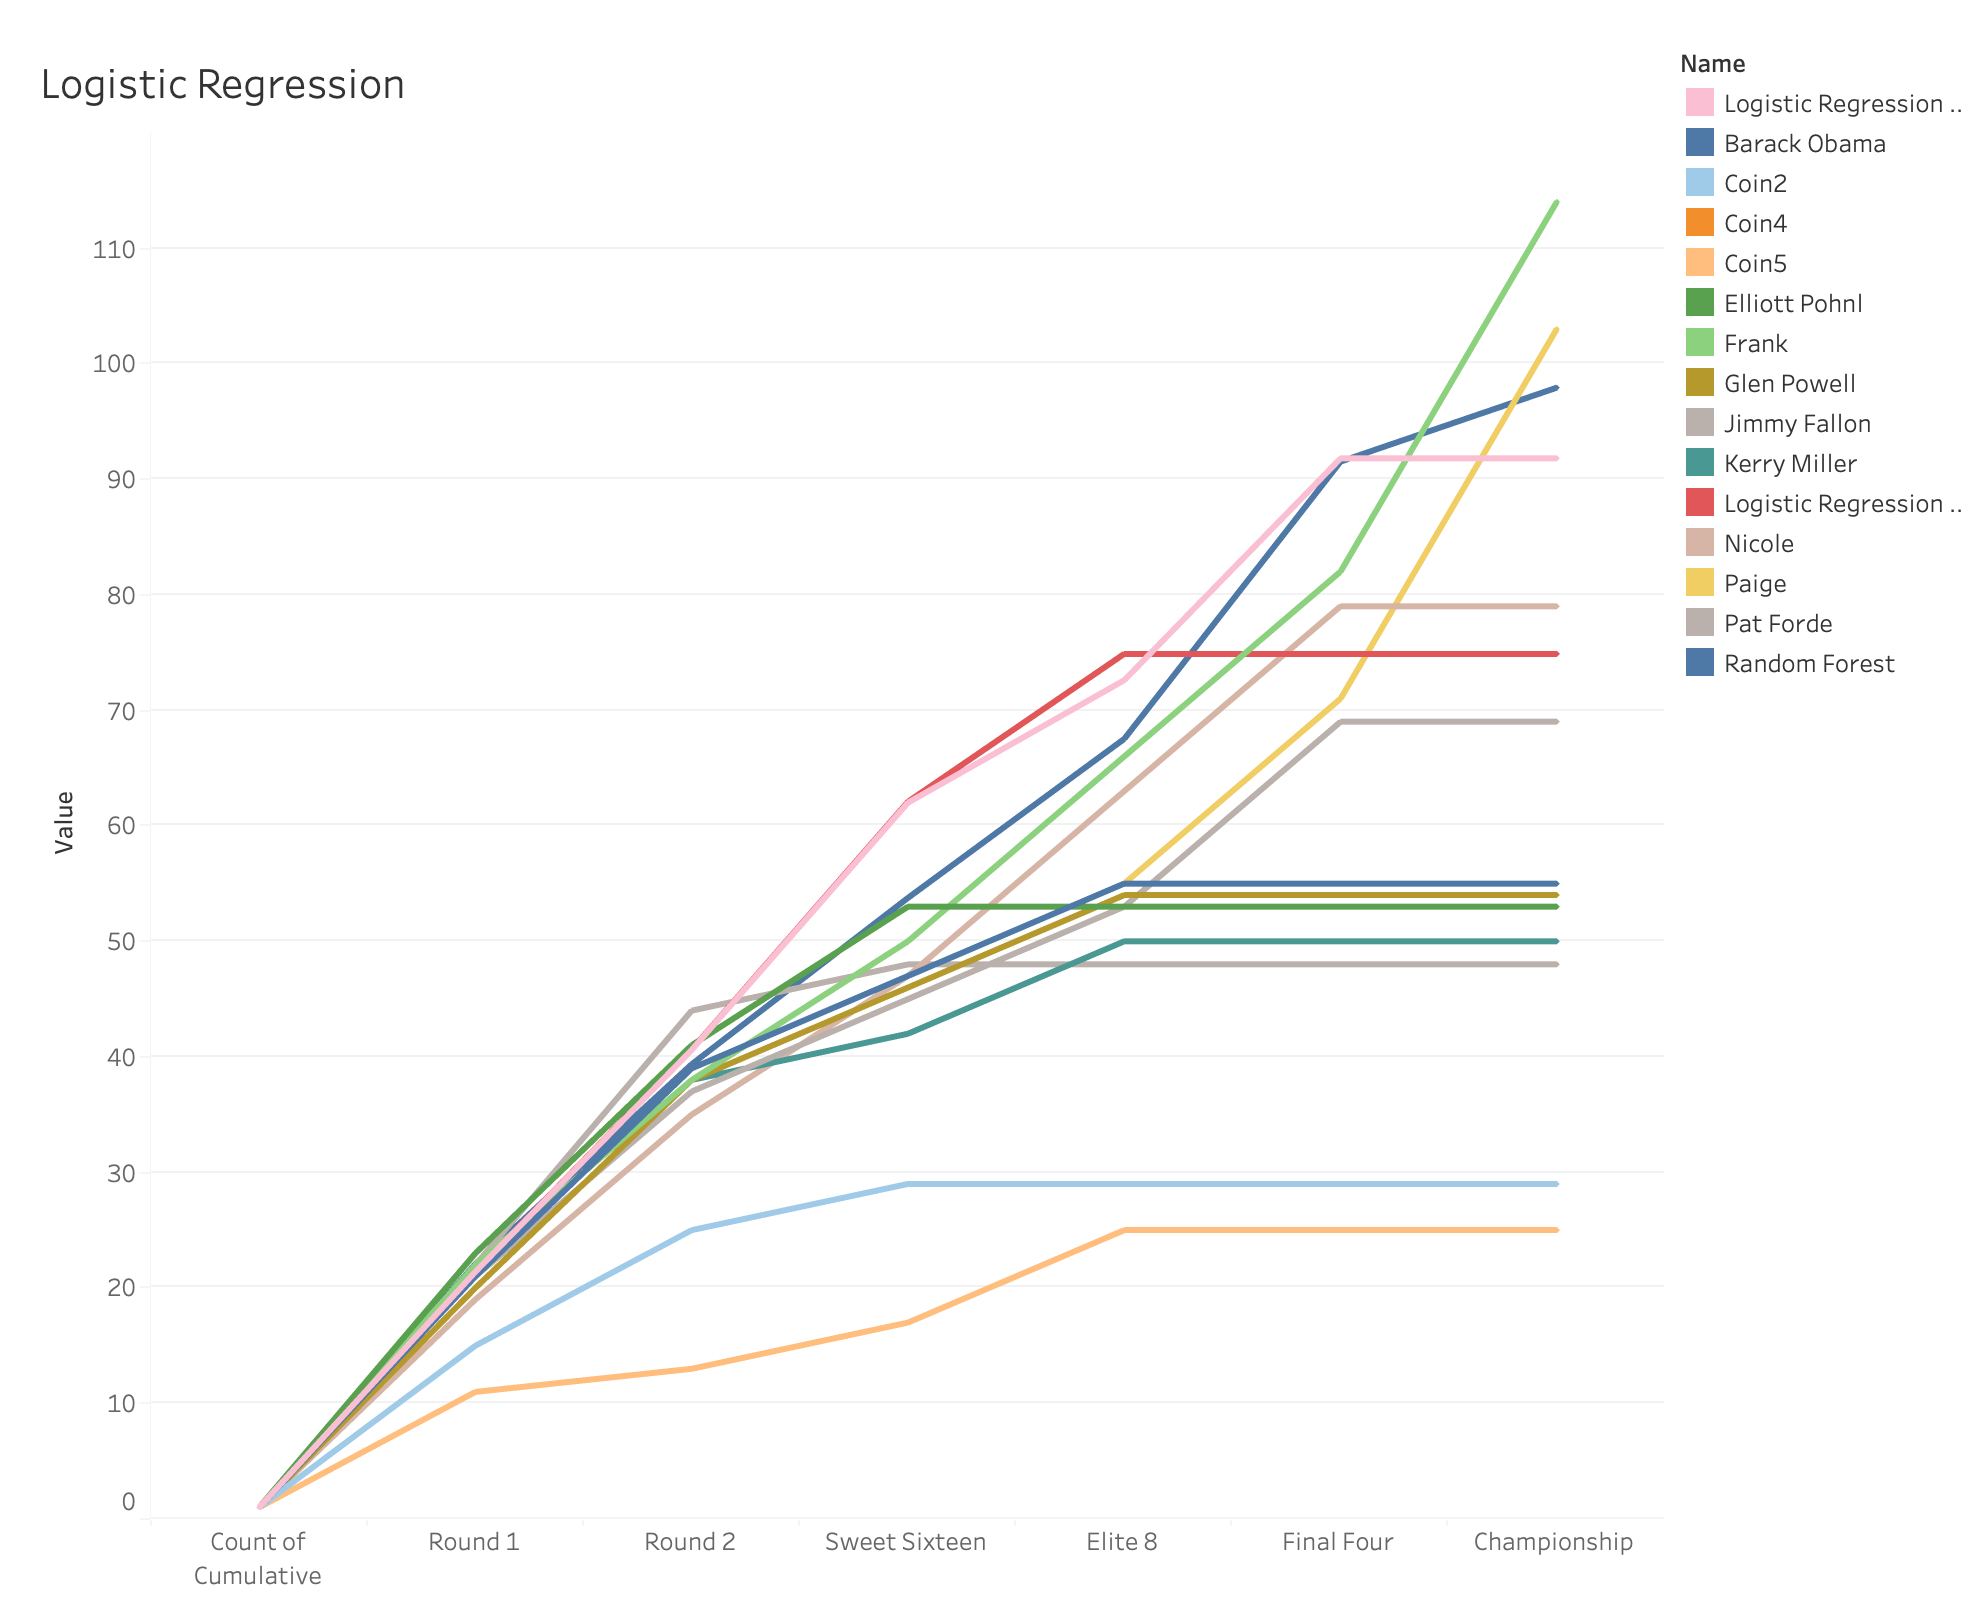 Logistic Regression
Name
Logistic Regression ..
Barack Obama
Coin2
Coin4
Coin5
Elliott Pohnl
Frank
Glen Powell
Jimmy Fallon
Kerry Miller
Logistic Regression ..
Nicole
Paige
Pat Forde
Random Forest
Value
110
100
90
80
70
60
50
40
30
20
10
0
Count of
Cumulative
Round 1
Round 2
Sweet Sixteen
Elite 8
Final Four
Championship